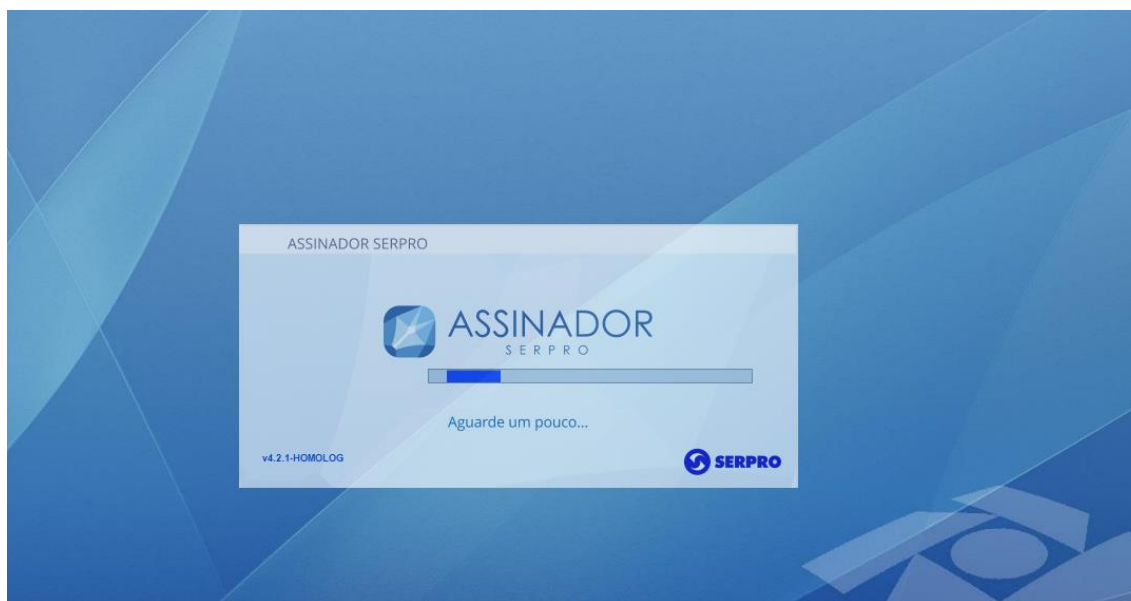 ASSINADOR SERPRO
ASSINADOR
SERPRO
Aguarde um pouco...
v4.2.1-HOMOLOG
SERPRO